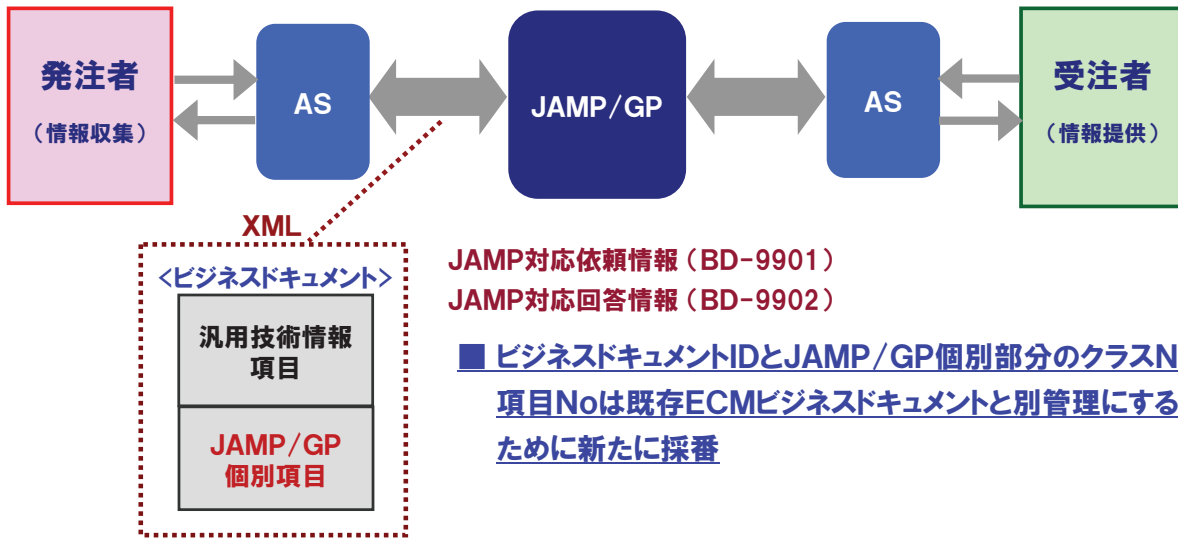 発注者
（情報収集）
AS
JAMP/GP
AS
受注者
（情報提供）
XML
<ビジネスドキュメント>
汎用技術情報
項目
JAMP/GP
個別項目
JAMP対応依頼情報（BD-9901）
JAMP対応回答情報（BD-9902）
■ ビジネスドキュメントIDとJAMP/GP個別部分のクラスN
項目Noは既存ECMビジネスドキュメントと別管理にする
ために新たに採番